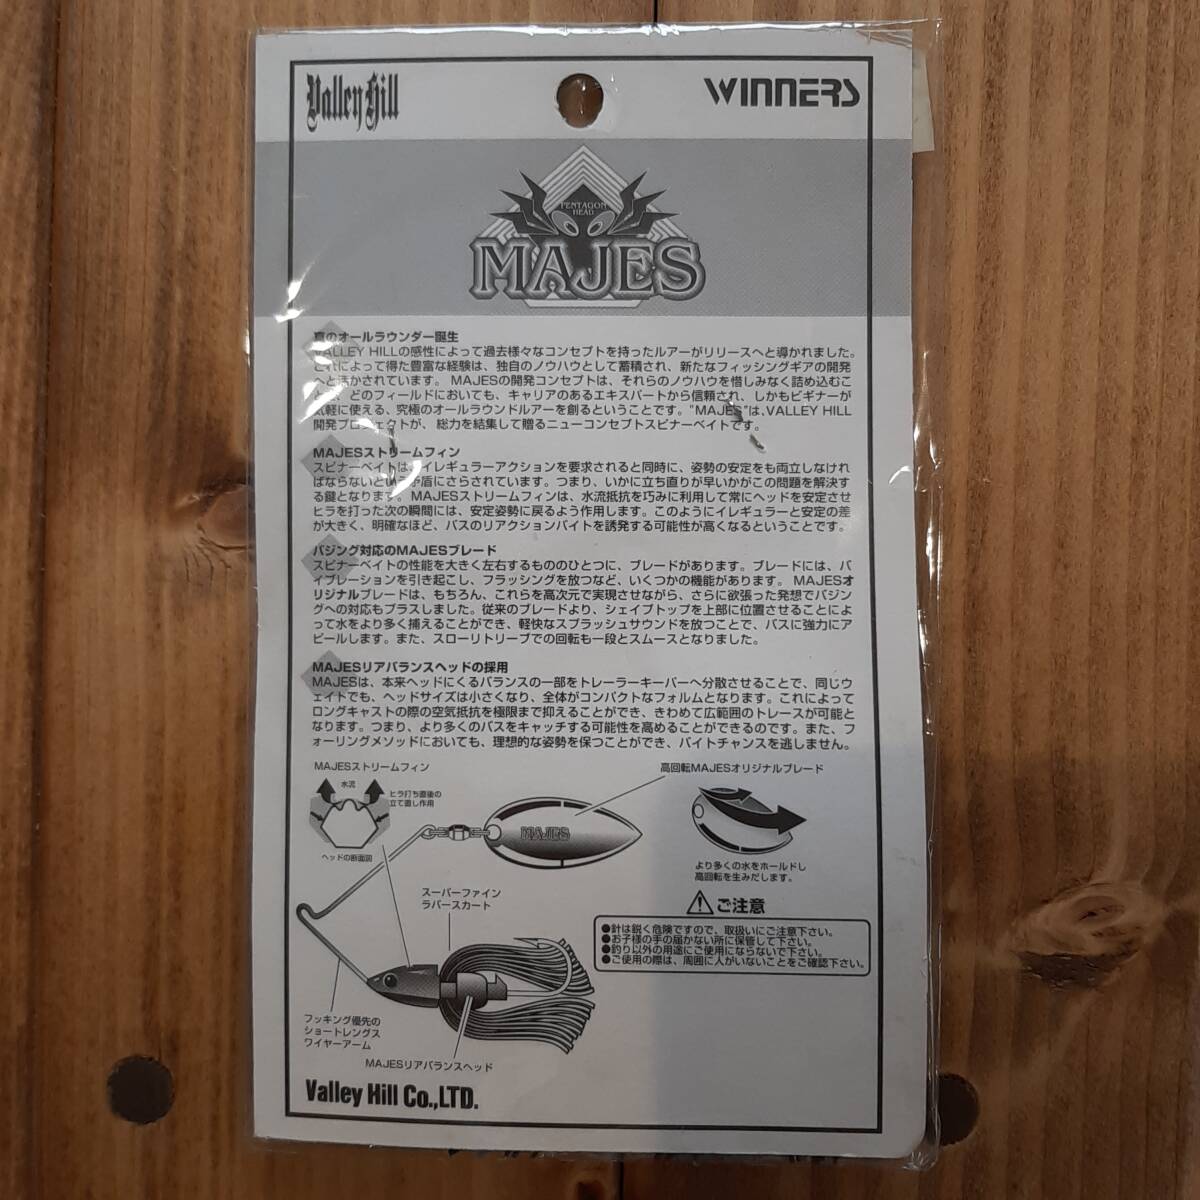 Valley Hill
WINNERS
PENTAGON
HEAD
MAJES
真のオールラウンダー誕生
VALLEY HILLの感性によって過去様々なコンセプトを持ったルアーがリリースへと導かれました。
これによって得た豊富な経験は、独自のノウハウとして蓄積され、新たなフィッシングギアの開発
へと活かされています。 MAJESの開発コンセプトは、それらのノウハウを惜しみなく詰め込むこ
と、どのフィールドにおいても、キャリアのあるエキスパートから信頼され、しかもビギナーが
気軽に使える、究極のオールラウンドルアーを創るということです。"MAJES"は、VALLEY HILL
開発プロジェクトが、 総力を結集して贈るニューコンセプトスピナーベイトです。
MAJESストリームフィン
スピナーベイトは、イレギュラーアクションを要求されると同時に、姿勢の安定をも両立しなけれ
ばならないという矛盾にさらされています。つまり、いかに立ち直りが早いかがこの問題を解決す
る鍵となります。MAJESストリームフィンは、水流抵抗を巧みに利用して常にヘッドを安定させ
ヒラを打った次の瞬間には、安定姿勢に戻るよう作用します。このようにイレギュラーと安定の差
が大きく、明確なほど、バスのリアクションバイトを誘発する可能性が高くなるということです。
バジング対応のMAJESブレード
スピナーベイトの性能を大きく左右するもののひとつに、ブレードがあります。ブレードには、バ
イブレーションを引き起こし、フラッシングを放つなど、いくつかの機能があります。 MAJESオ
リジナルブレードは、もちろん、これらを高次元で実現させながら、さらに欲張った発想でバジン
グへの対応もプラスしました。従来のブレードより、シェイプトップを上部に位置させることによ
って水をより多く捕えることができ、軽快なスプラッシュサウンドを放つことで、バスに強力にア
ピールします。また、スローリトリーブでの回転も一段とスムースとなりました。
MAJESリアバランスヘッドの採用
MAJESは、本来ヘッドにくるバランスの一部をトレーラーキーパーへ分散させることで、同じウ
ェイトでも、ヘッドサイズは小さくなり、全体がコンパクトなフォルムとなります。これによって
ロングキャストの際の空気抵抗を極限まで抑えることができ、きわめて広範囲のトレースが可能と
なります。つまり、より多くのバスをキャッチする可能性を高めることができるのです。また、フ
ォーリングメソッドにおいても、理想的な姿勢を保つことができ、バイトチャンスを逃しません。
MAJESストリームフィン
水流
ヒラ打ち直後の
立て直し作用
ヘッドの断面図
高回転MAJESオリジナルブレード
MAJES
より多くの水をホールドし
高回転を生みだします。
スーパーファイン
ラバースカート
⚠ご注意
●針は鋭く危険ですので、取扱いにご注意下さい。
●お子様の手の届かない所に保管して下さい。
●釣り以外の用途にご使用にならないで下さい。
●ご使用の際は、周囲に人がいないことをご確認下さい。
フッキング優先の
ショートレングス
ワイヤーアーム
MAJESリアバランスヘッド
Valley Hill Co.,LTD.